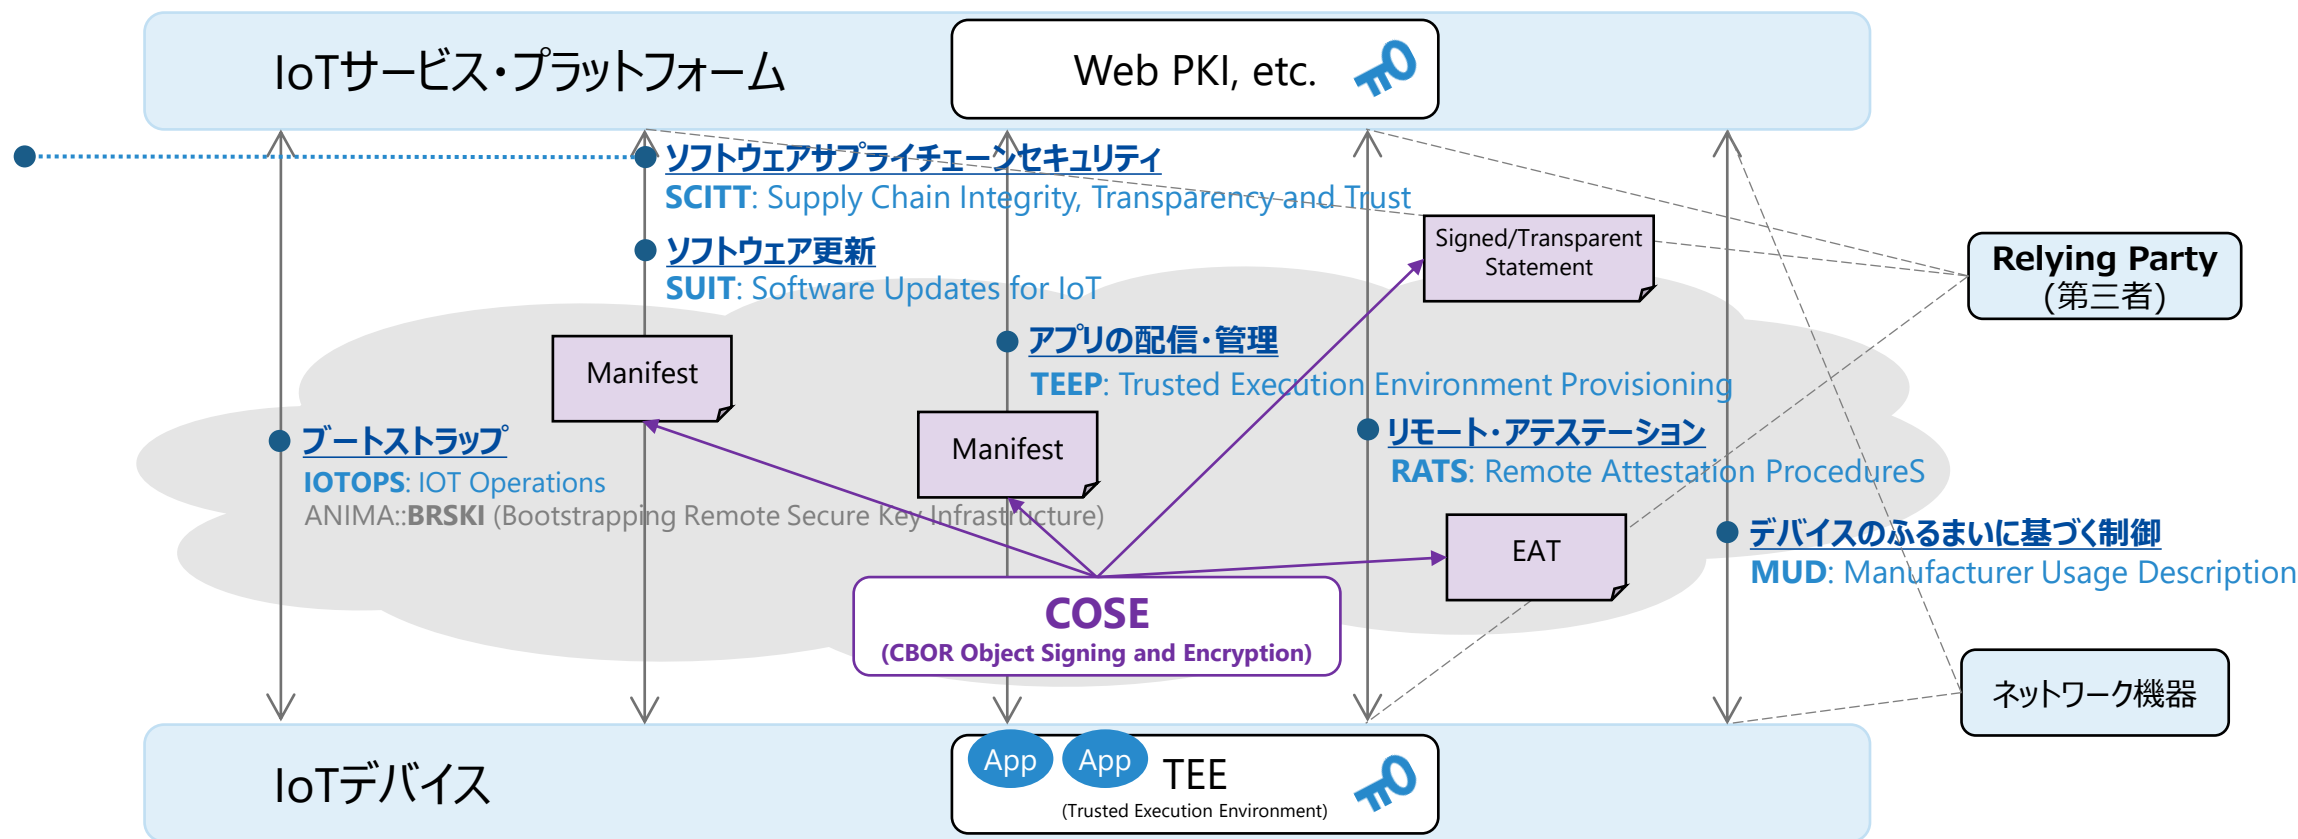 IoTサービス・プラットフォーム
Web PKI, etc.
ソフトウェアサプライチェーンセキュリティ
SCITT: Supply Chain Integrity, Transparency and Trust
ソフトウェア更新
SUIT: Software Updates for IoT
Signed/Transparent
Statement
Relying Party
(第三者)
Manifest
アプリの配信・管理
TEEP: Trusted Execution Environment Provisioning
Manifest
ブートストラップ
IOTOPS: IOT Operations
ANIMA::BRSKI (Bootstrapping Remote Secure Key Infrastructure)
リモート・アテステーション
RATS: Remote Attestation ProcedureS
EAT
デバイスのふるまいに基づく制御
MUD: Manufacturer Usage Description
COSE
(CBOR Object Signing and Encryption)
ネットワーク機器
IoTデバイス
App
App
TEE
(Trusted Execution Environment)